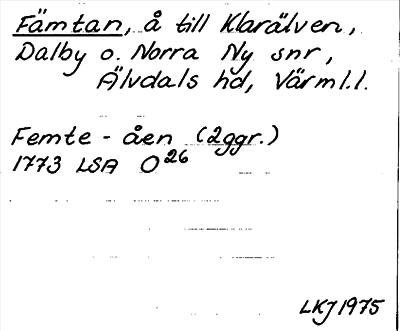 Fämtan, å till Klarälven,
Dalby o. Norra Ny snr,
Älvdals hd, Värml.l.
Femte - åen (2ggr.)
1773 LSA O26
LKJ 1975